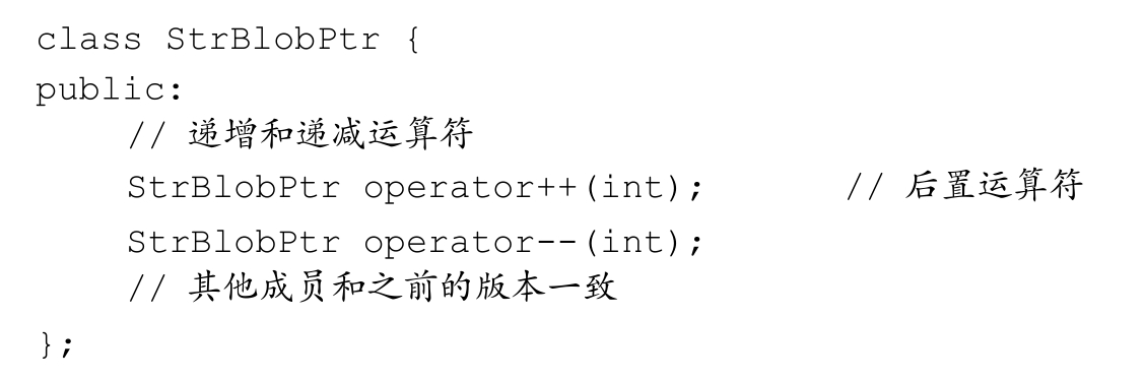 class StrBlobPtr {
public:
    // 递增和递减运算符
    StrBlobPtr operator++(int);      // 后置运算符
    StrBlobPtr operator--(int);
    // 其他成员和之前的版本一致
};